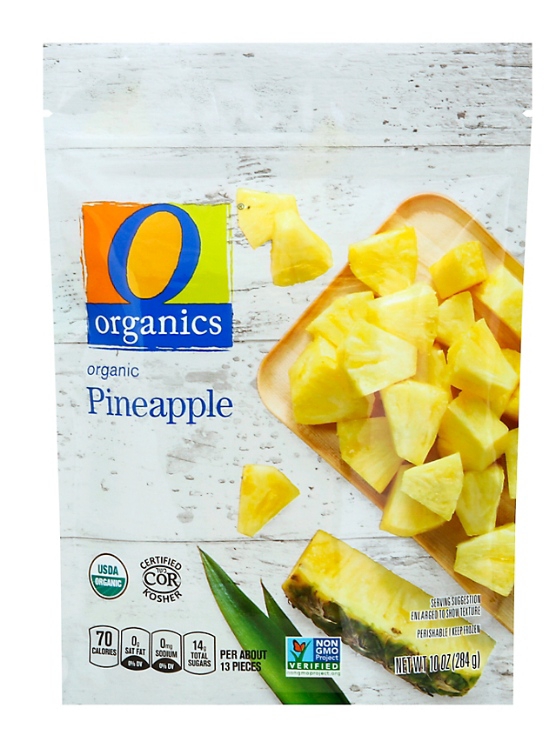 O
organics
®
organic
Pineapple
USDA
ORGANIC
CERTIFIED
כשר
COR
KOSHER
70
CALORIES
0g
SAT FAT
0% DV
0mg
SODIUM
0% DV
14g
TOTAL
SUGARS
PER ABOUT
13 PIECES
NON
GMO
Project
VERIFIED
nongmoproject.org
SERVING SUGGESTION
ENLARGED TO SHOW TEXTURE
PERISHABLE | KEEP FROZEN
NET WT 10 OZ (284 g)